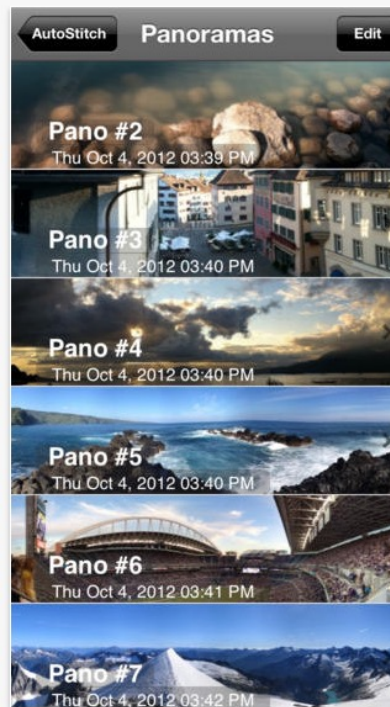 AutoStitch
Panoramas
Edit
Pano #2
Thu Oct 4, 2012 03:39 PM
Pano #3
Thu Oct 4, 2012 03:40 PM
Pano #4
Thu Oct 4, 2012 03:40 PM
Pano #5
Thu Oct 4, 2012 03:40 PM
Pano #6
Thu Oct 4, 2012 03:41 PM
Pano #7
Thu Oct 4, 2012 03:42 PM